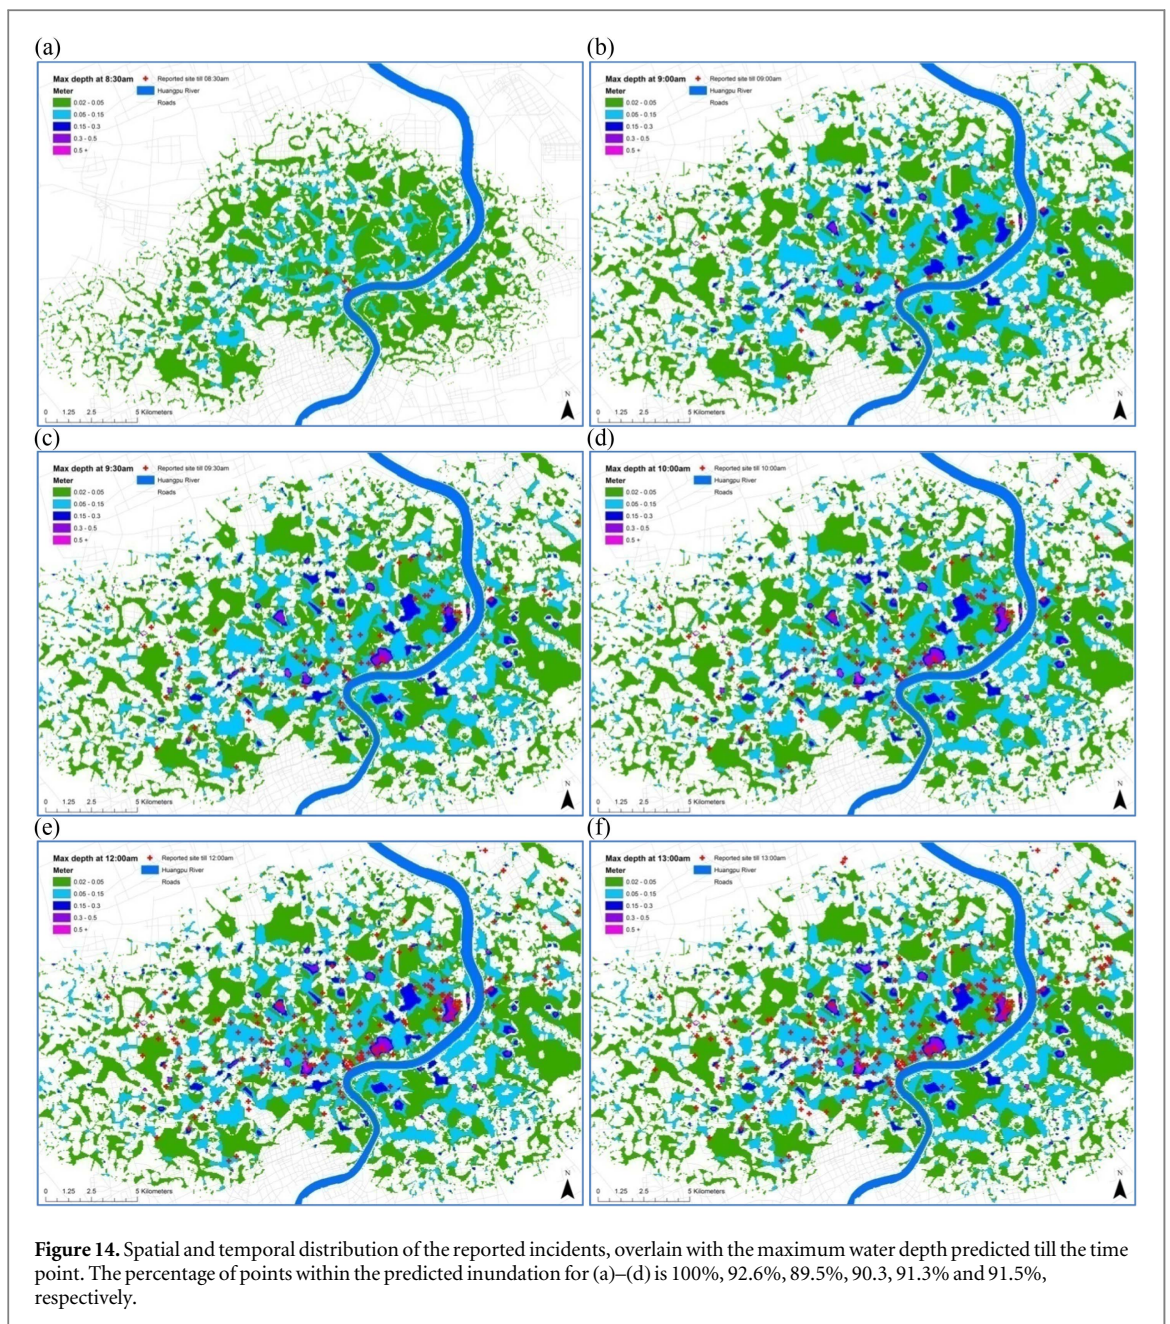 (a)
Max depth at 8:30am
Reported site till 08:30am
Meter
Huangpu River
0.02 - 0.05
Roads
0.05 - 0.15
0.15 - 0.3
0.3 - 0.5
0.5 +
N
0 1.25 2.5 5 Kilometers
(b)
Max depth at 9:00am
Reported site till 09:00am
Meter
Huangpu River
0.02 - 0.05
Roads
0.05 - 0.15
0.15 - 0.3
0.3 - 0.5
0.5 +
N
0 1.25 2.5 5 Kilometers
(c)
Max depth at 9:30am
Reported site till 09:30am
Meter
Huangpu River
0.02 - 0.05
Roads
0.05 - 0.15
0.15 - 0.3
0.3 - 0.5
0.5 +
N
0 1.25 2.5 5 Kilometers
(d)
Max depth at 10:00am
Reported site till 10:00am
Meter
Huangpu River
0.02 - 0.05
Roads
0.05 - 0.15
0.15 - 0.3
0.3 - 0.5
0.5 +
N
0 1.25 2.5 5 Kilometers
(e)
Max depth at 12:00am
Reported site till 12:00am
Meter
Huangpu River
0.02 - 0.05
Roads
0.05 - 0.15
0.15 - 0.3
0.3 - 0.5
0.5 +
N
0 1.25 2.5 5 Kilometers
(f)
Max depth at 13:00am
Reported site till 13:00am
Meter
Huangpu River
0.02 - 0.05
Roads
0.05 - 0.15
0.15 - 0.3
0.3 - 0.5
0.5 +
N
0 1.25 2.5 5 Kilometers
Figure 14. Spatial and temporal distribution of the reported incidents, overlain with the maximum water depth predicted till the time
point. The percentage of points within the predicted inundation for (a)–(d) is 100%, 92.6%, 89.5%, 90.3, 91.3% and 91.5%,
respectively.